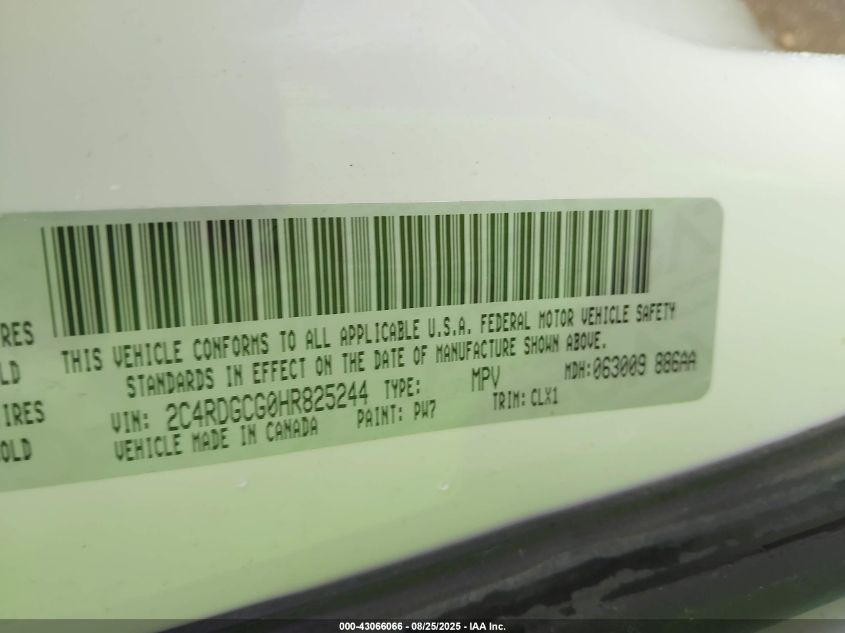 IRES
LD
IRES
OLD
THIS VEHICLE CONFORMS TO ALL APPLICABLE U.S.A. FEDERAL MOTOR VEHICLE SAFETY
STANDARDS IN EFFECT ON THE DATE OF MANUFACTURE SHOWN ABOVE.
VIN: 2C4RDGCG0HR825244 TYPE: MPV MDH:063009 886AA
VEHICLE MADE IN CANADA PAINT: PW7 TRIM: CLX1
000-43066066 - 08/25/2025 - IAA Inc.